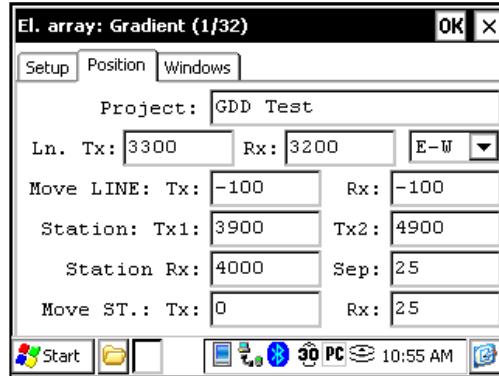 El. array: Gradient (1/32) OK ×
Setup Position Windows
Project: GDD Test
Ln. Tx: 3300 Rx: 3200 E-W
Move LINE: Tx: -100 Rx: -100
Station: Tx1: 3900 Tx2: 4900
Station Rx: 4000 Sep: 25
Move ST.: Tx: 0 Rx: 25
Start 30 PC 10:55 AM